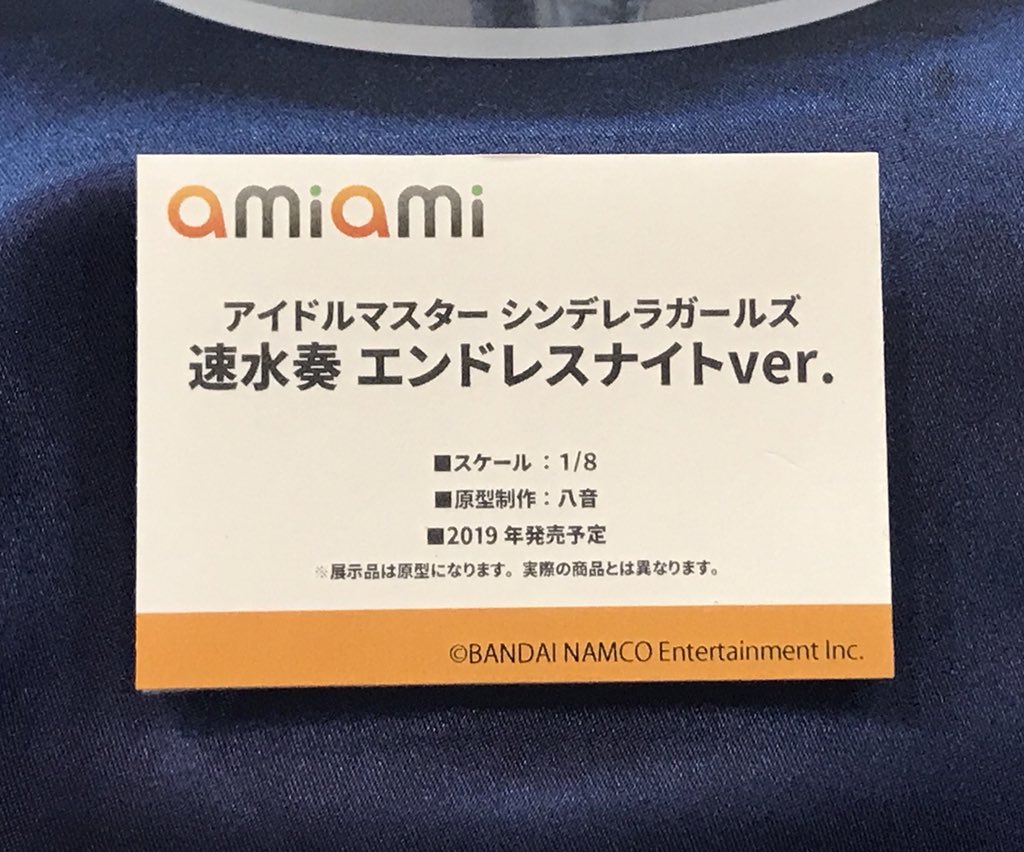 amiami
アイドルマスター シンデレラガールズ
速水奏 エンドレスナイトver.
■スケール：1/8
■原型制作：八音
■2019年発売予定
※展示品は原型になります。実際の商品とは異なります。
©BANDAI NAMCO Entertainment Inc.